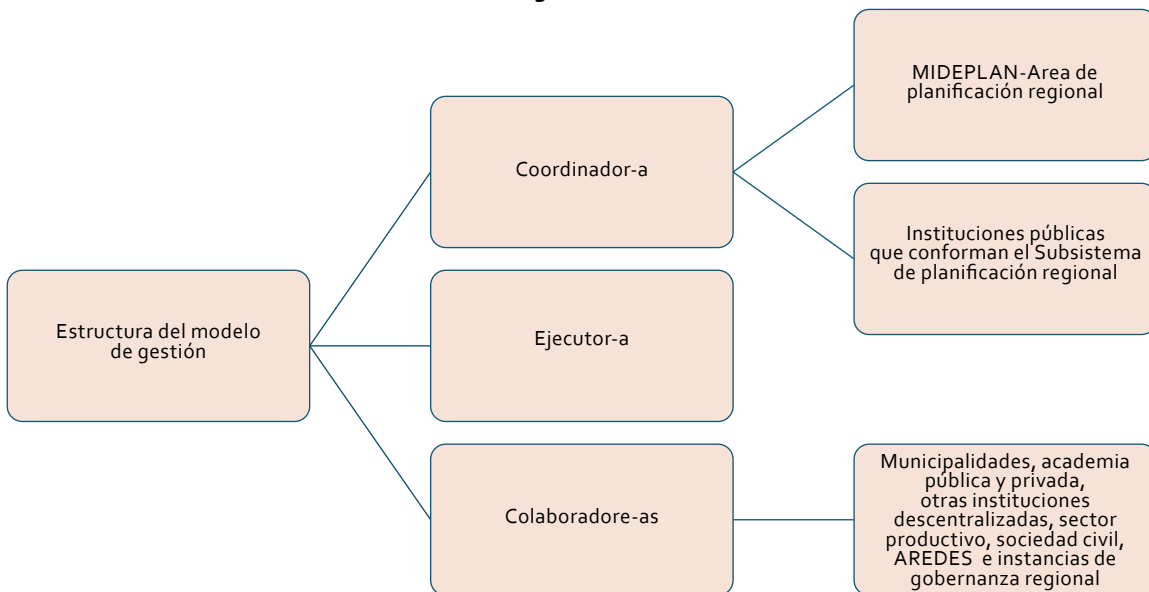 Estructura del modelo
de gestión
Coordinador-a
Ejecutor-a
Colaboradore-as
MIDEPLAN-Area de
planificación regional
Instituciones públicas
que conforman el Subsistema
de planificación regional
Municipalidades, academia
pública y privada,
otras instituciones
descentralizadas, sector
productivo, sociedad civil,
AREDES e instancias de
gobernanza regional